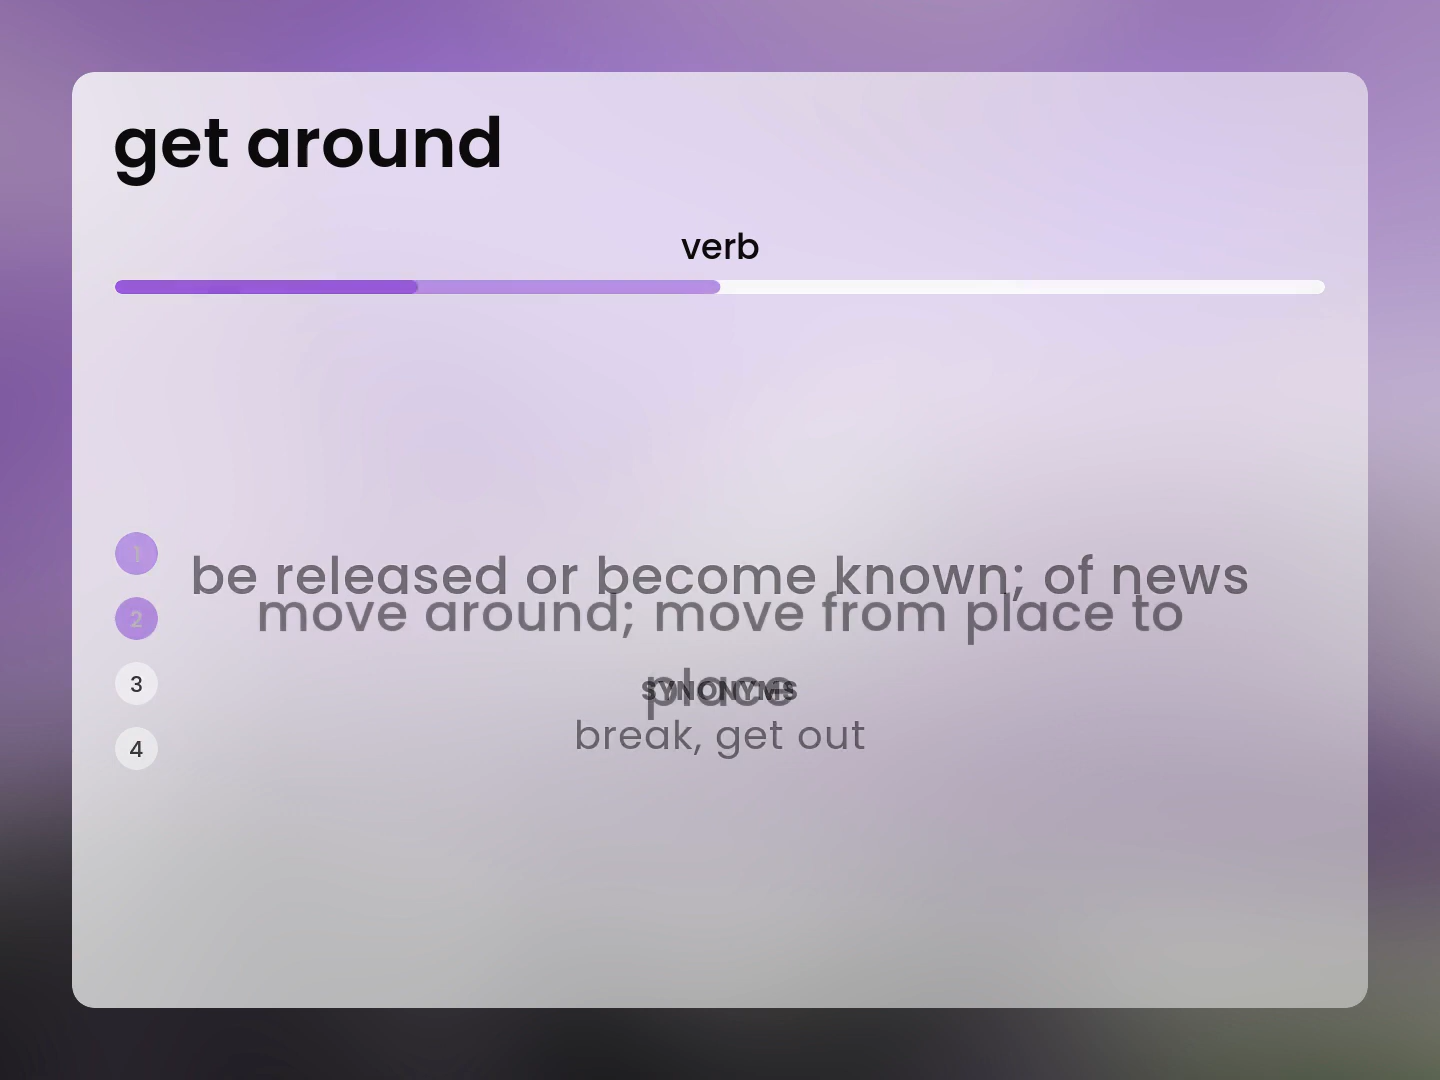 get around
verb
1
be released or become known; of news
move around; move from place to
2
place
3
SYNONYMS
break, get out
4